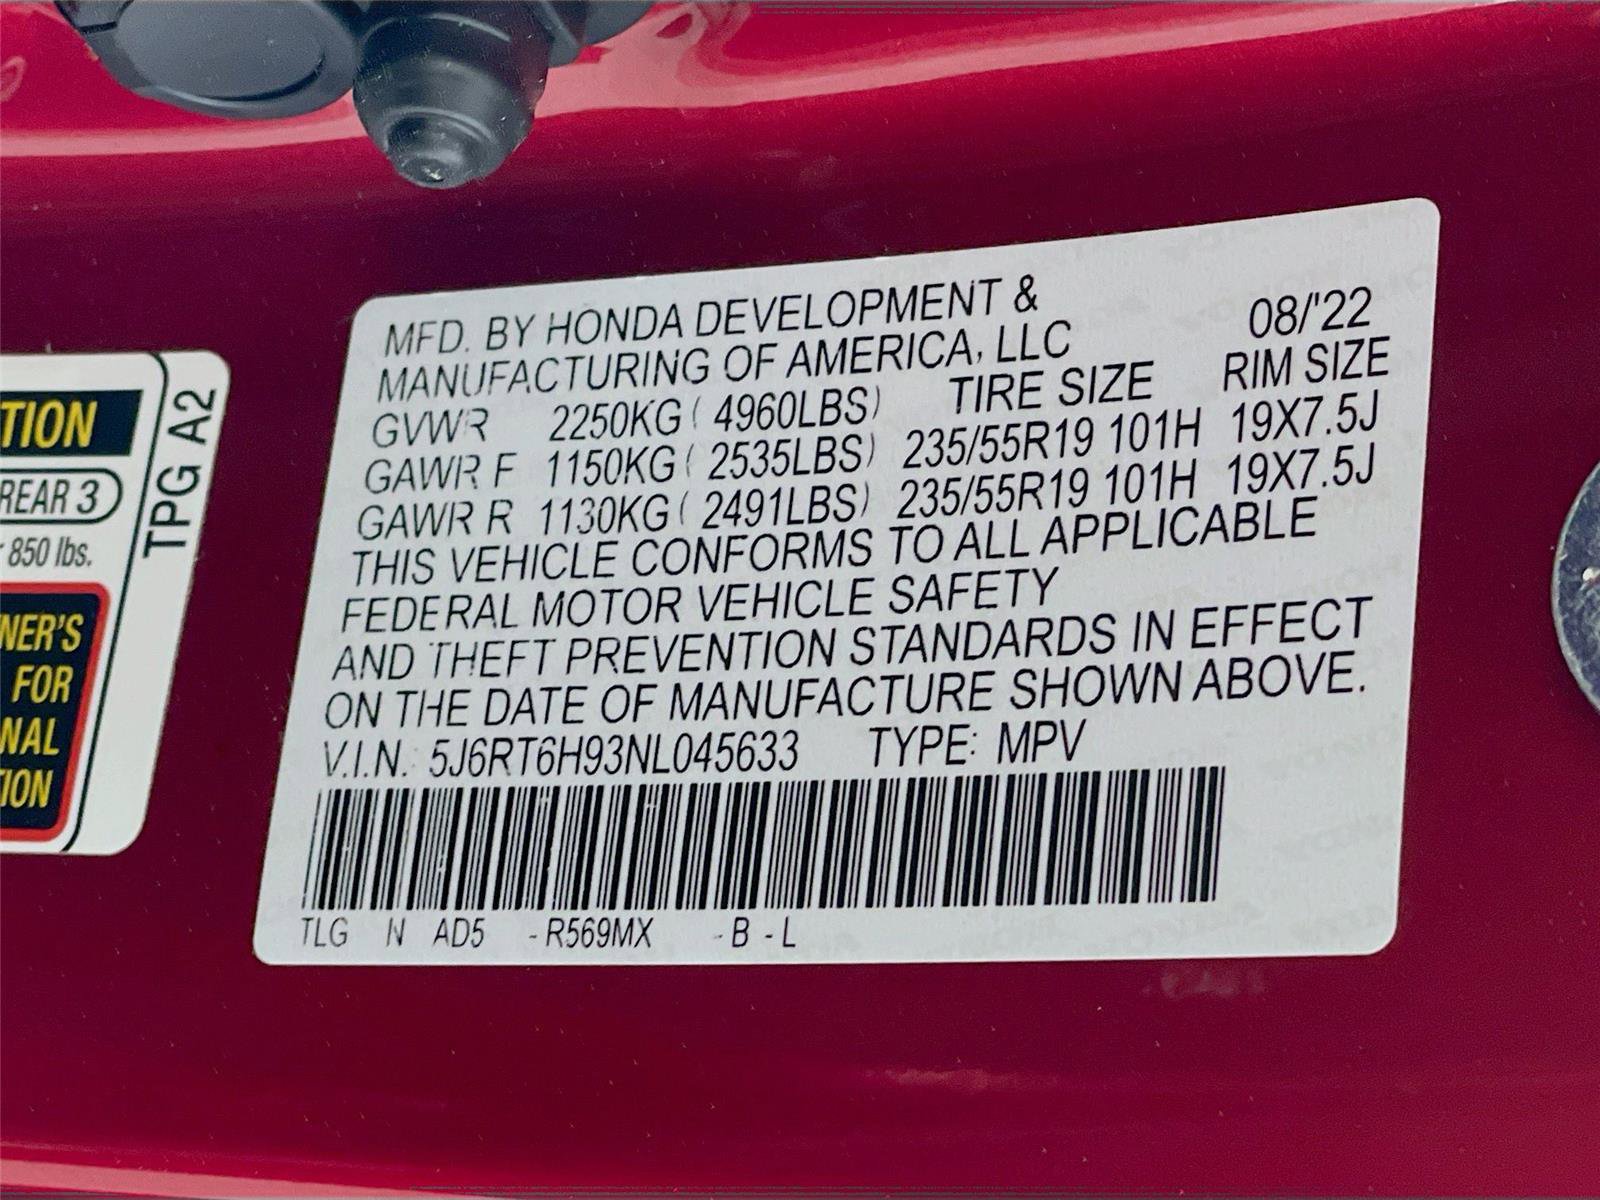 TION
REAR 3
850 lbs.
NER'S
FOR
NAL
ION
TPG A2
MFD. BY HONDA DEVELOPMENT &
MANUFACTURING OF AMERICA, LLC 08/'22
GVWR 2250KG ( 4960LBS) TIRE SIZE RIM SIZE
GAWR F 1150KG ( 2535LBS) 235/55R19 101H 19X7.5J
GAWR R 1130KG ( 2491LBS) 235/55R19 101H 19X7.5J
THIS VEHICLE CONFORMS TO ALL APPLICABLE
FEDERAL MOTOR VEHICLE SAFETY
AND THEFT PREVENTION STANDARDS IN EFFECT
ON THE DATE OF MANUFACTURE SHOWN ABOVE.
V.I.N. 5J6RT6H93NL045633 TYPE: MPV
TLG N AD5 -R569MX -B -L